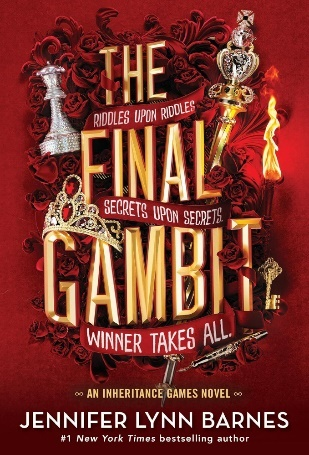 THE
RIDDLES UPON RIDDLES
FINAL
SECRETS UPON SECRETS.
GAMBIT
WINNER TAKES ALL.
AN INHERITANCE GAMES NOVEL
JENNIFER LYNN BARNES
#1 New York Times bestselling author